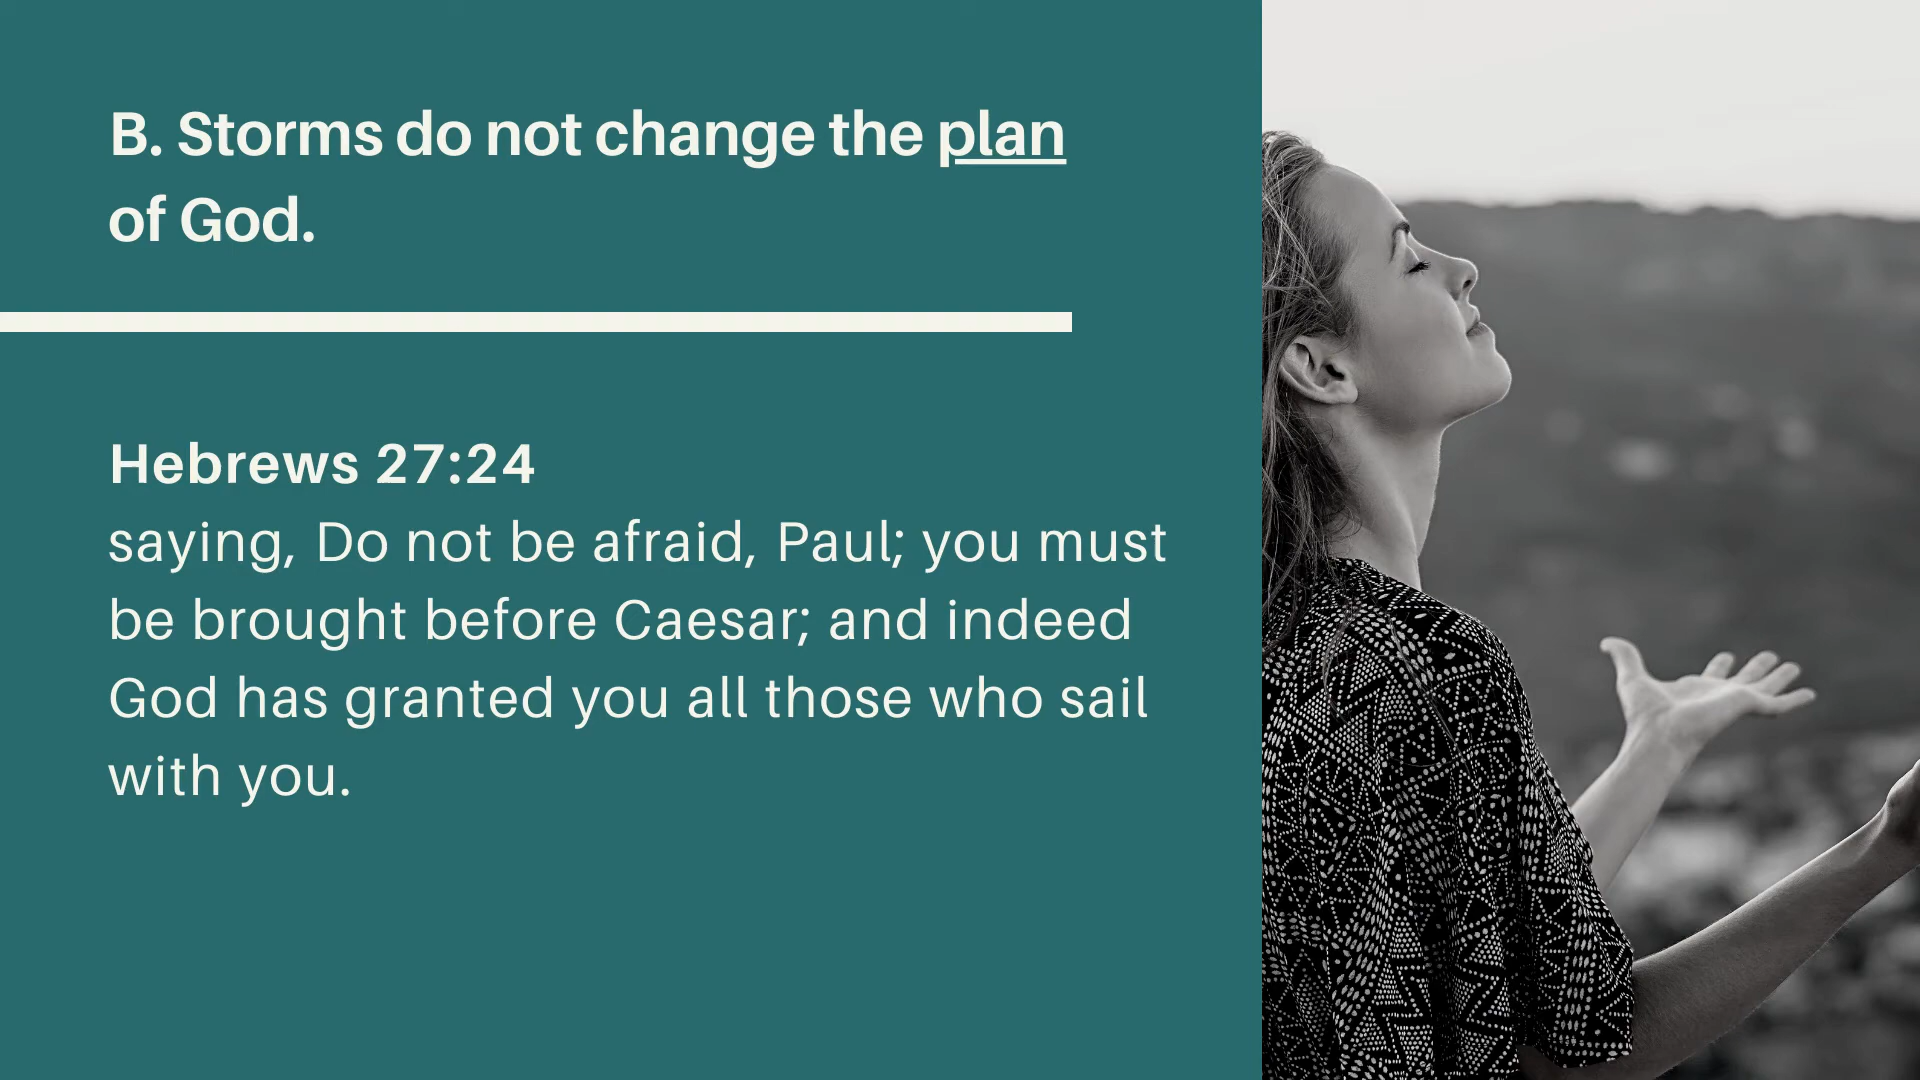 B. Storms do not change the plan
of God.
Hebrews 27:24
saying, Do not be afraid, Paul; you must
be brought before Caesar; and indeed
God has granted you all those who sail
with you.